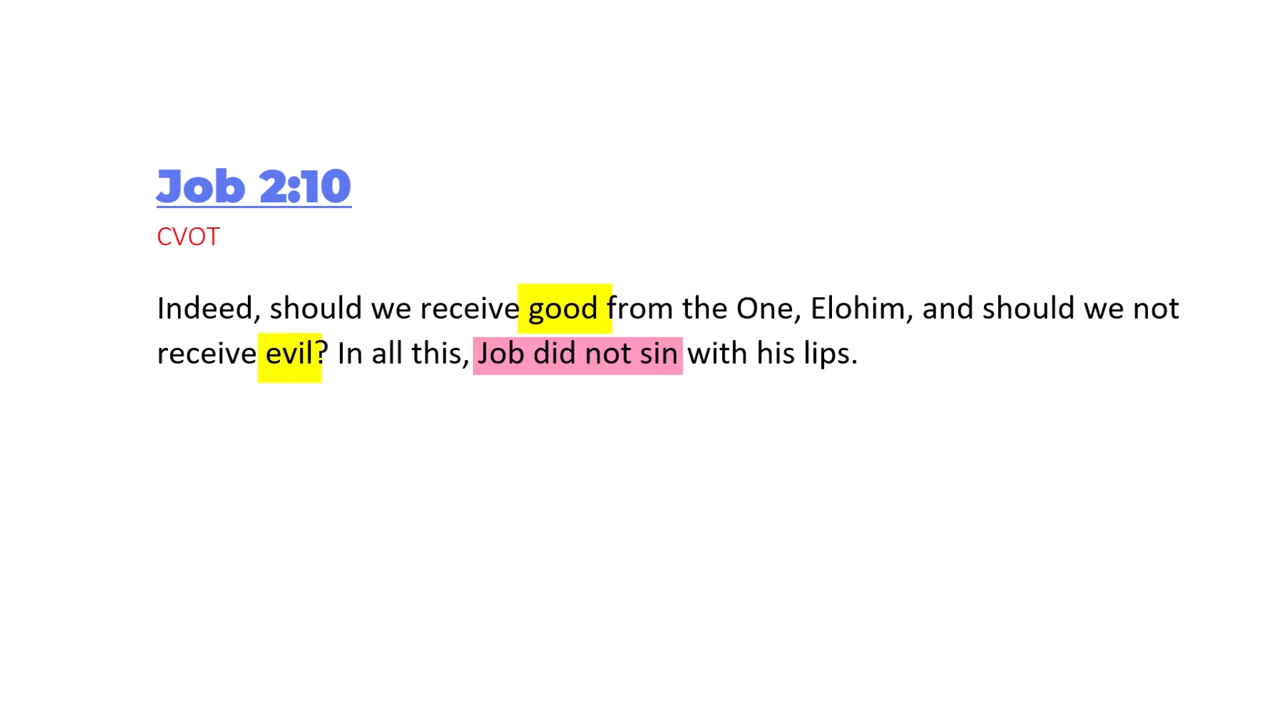 Job 2:10
CVOT
Indeed, should we receive good from the One, Elohim, and should we not
receive evil? In all this, Job did not sin with his lips.